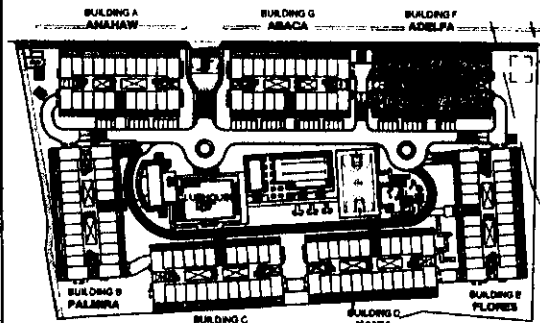 BUILDING A
ANAHAW
BUILDING G
ABACA
BUILDING F
ADELFA
BUILDING B
PALMIRA
BUILDING C
BUILDING D
BUILDING E
FLORES